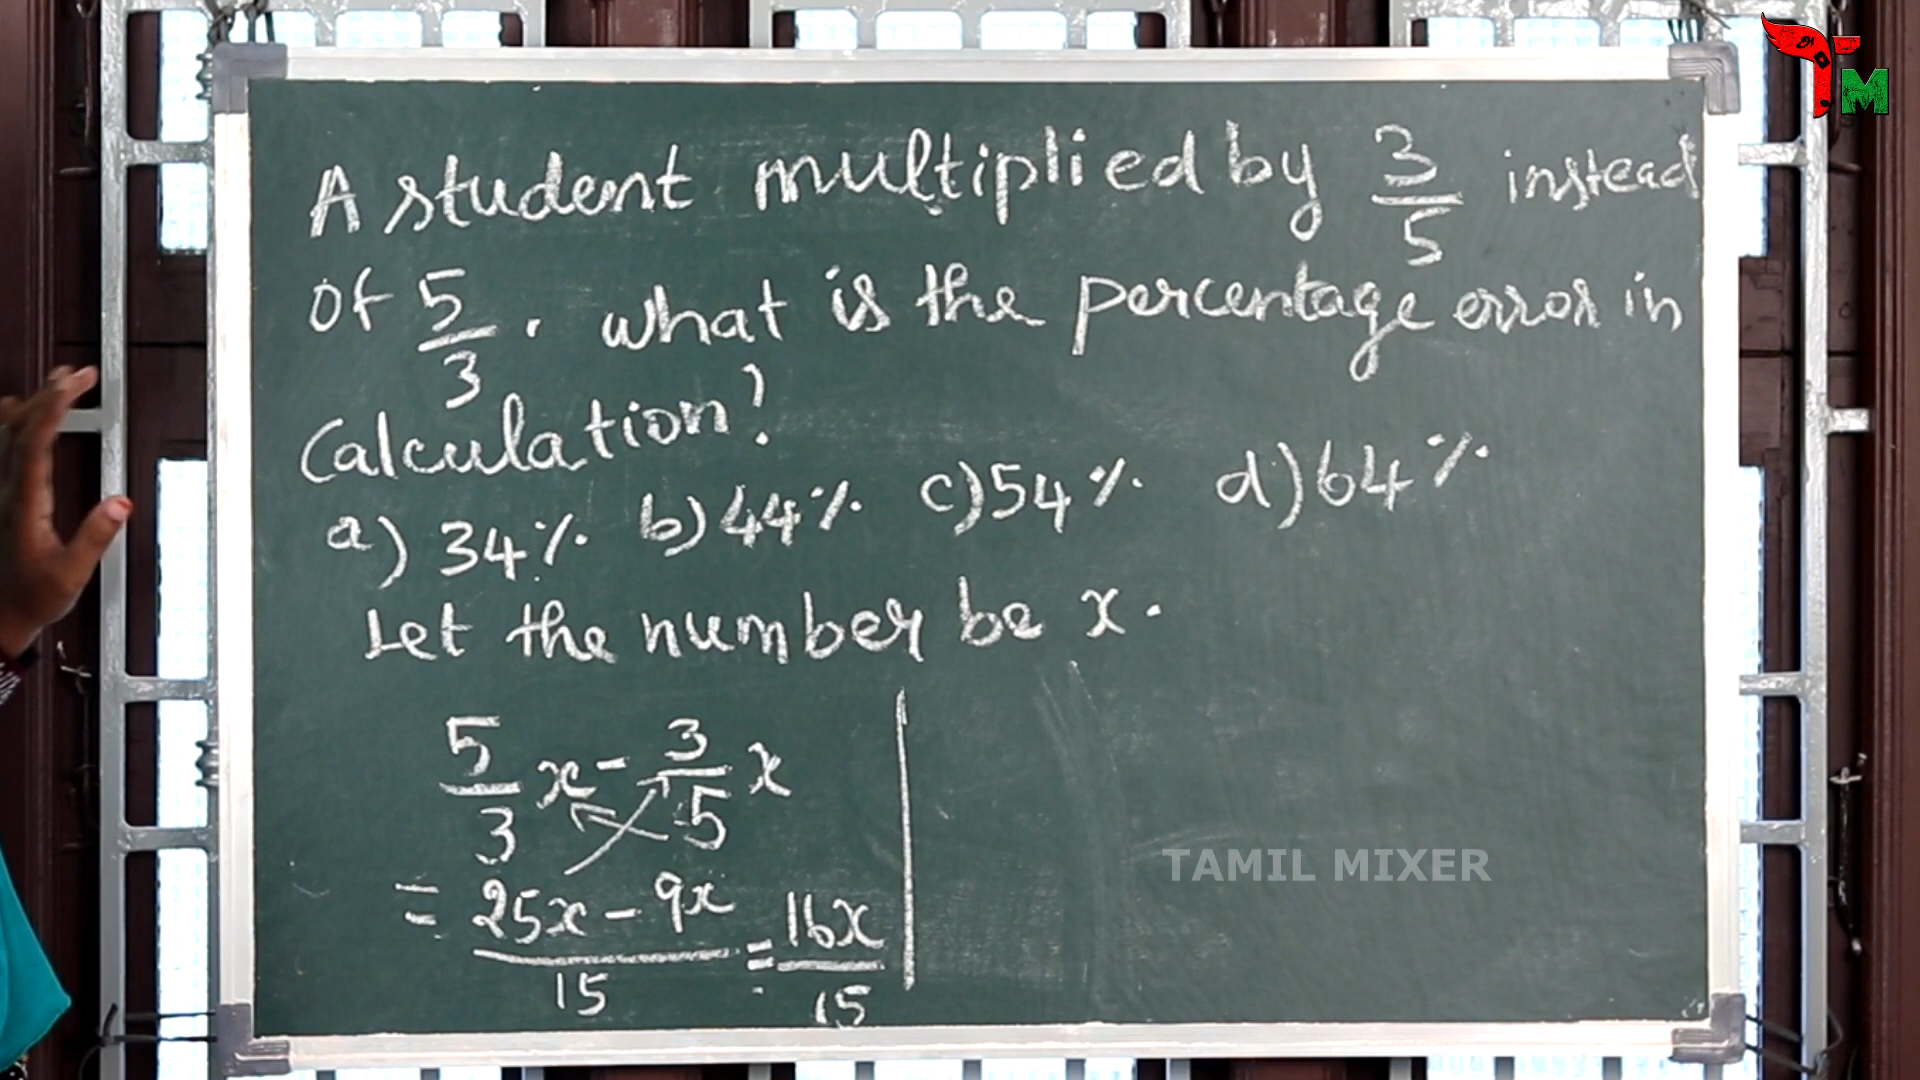 A student multiplied by 3/5 instead
of 5/3. what is the percentage error in
Calculation?
a) 34% b) 44% c) 54% d) 64%
Let the number be x.
5/3 x - 3/5 x
= 25x - 9x / 15 = 16x / 15
TAMIL MIXER
அ
TM